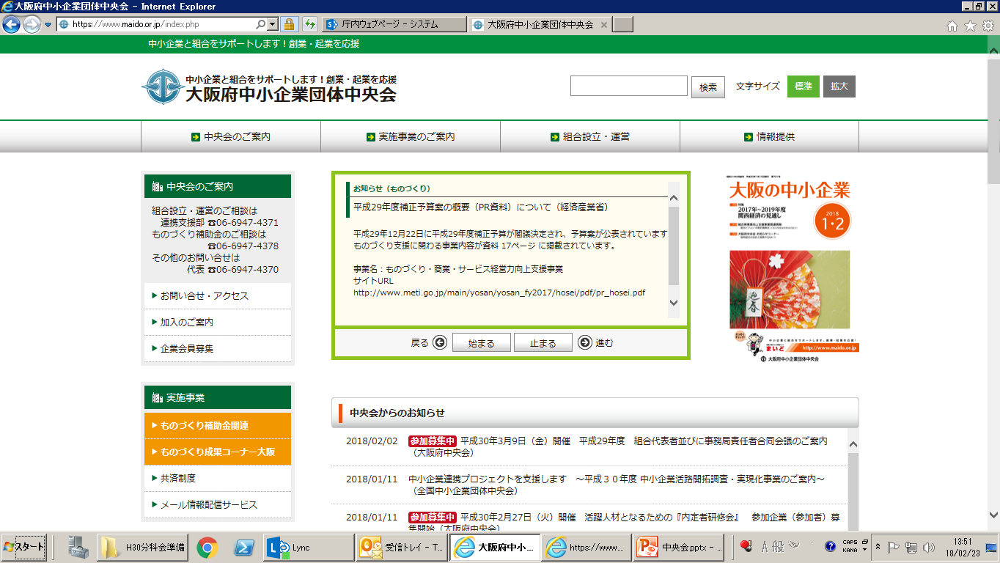 大阪府中小企業団体中央会 - Internet Explorer
https://www.maido.or.jp/index.php
庁内ウェブページ - システム
大阪府中小企業団体中央会
中小企業と組合をサポートします！創業・起業を応援
中小企業と組合をサポートします！創業・起業を応援
大阪府中小企業団体中央会
検索
文字サイズ
標準
拡大
中央会のご案内
実施事業のご案内
組合設立・運営
情報提供
中央会のご案内
組合設立・運営のご相談は
連携支援部 ☎06-6947-4371
ものづくり補助金のご相談は
☎06-6947-4378
その他のお問い合せは
代表 ☎06-6947-4370
お問い合せ・アクセス
加入のご案内
企業会員募集
実施事業
ものづくり補助金関連
ものづくり成果コーナー大阪
共済制度
メール情報配信サービス
お知らせ（ものづくり）
平成29年度補正予算案の概要（PR資料）について（経済産業省）
平成29年12月22日に平成29年度補正予算が閣議決定され、予算案が公表されています
ものづくり支援に関わる事業内容が資料 17ページ に掲載されています。
事業名：ものづくり・商業・サービス経営力向上支援事業
サイトURL
http://www.meti.go.jp/main/yosan/yosan_fy2017/hosei/pdf/pr_hosei.pdf
戻る
始まる
止まる
進む
大阪の中小企業
2017年～2019年度
関西経済の見通し
2018
1・2
迎春
まいど
http://www.maido.or.jp
大阪府中小企業団体中央会
中央会からのお知らせ
2018/02/02 参加募集中 平成30年3月9日（金）開催　平成29年度　組合代表者並びに事務局責任者合同会議のご案内
（大阪府中央会）
2018/01/11 中小企業連携プロジェクトを支援します　～平成３０年度 中小企業活路開拓調査・実現化事業のご案内～
（全国中小企業団体中央会）
2018/01/11 参加募集中 平成30年2月27日（火）開催　活躍人材となるための『内定者研修会』　参加企業（参加者）募
集開始（大阪府中央会）
スタート
H30分科会準備
Lync
受信トレイ - T...
大阪府中小...
https://www....
中央会pptx - ...
A 般
CAPS
KANA
13:51
18/02/23